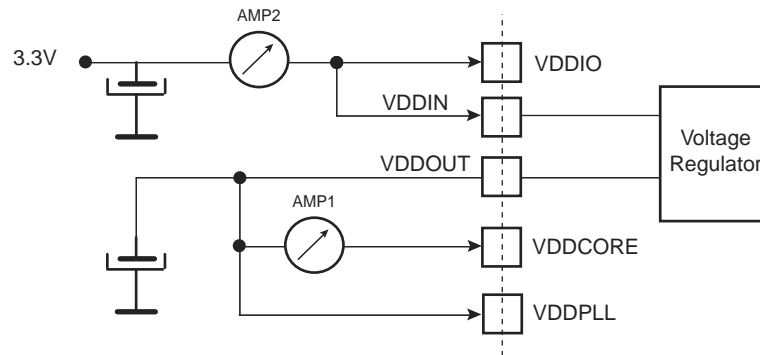 AMP2
3.3V
VDDIO
VDDIN
Voltage
Regulator
VDDOUT
AMP1
VDDCORE
VDDPLL